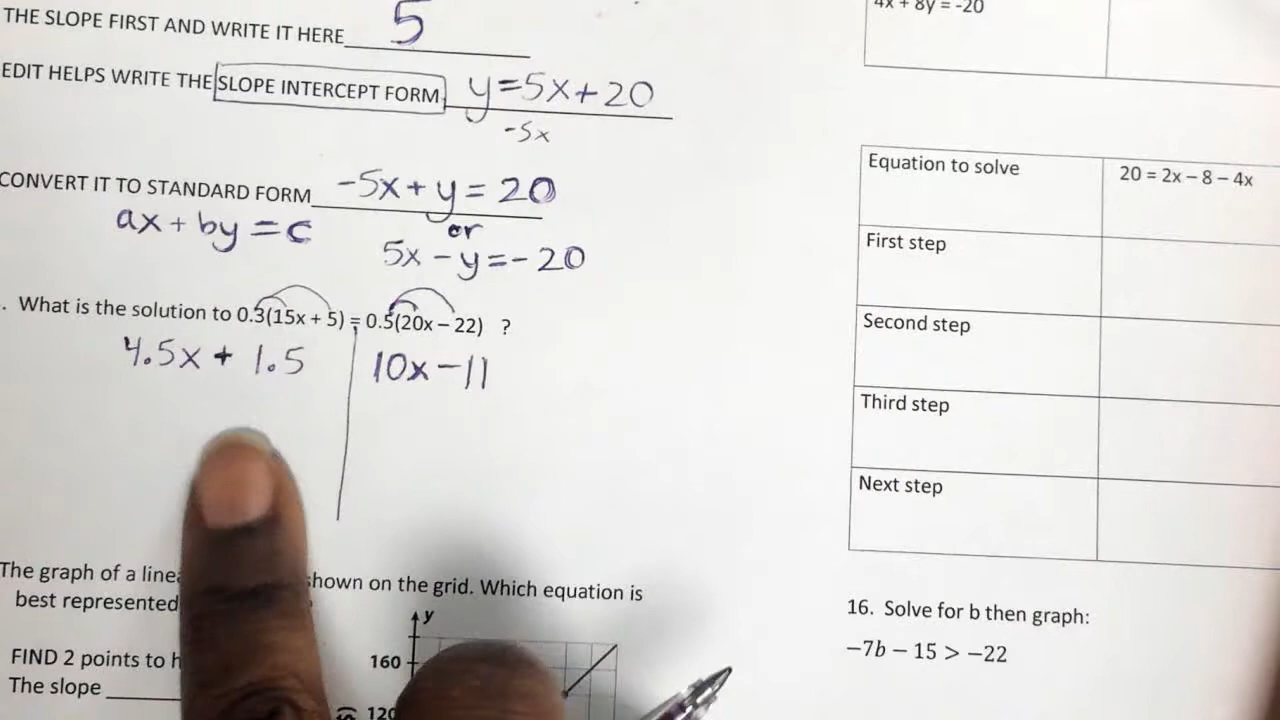 THE SLOPE FIRST AND WRITE IT HERE 5
EDIT HELPS WRITE THE SLOPE INTERCEPT FORM y=5x+20
-5x
CONVERT IT TO STANDARD FORM -5x+y=20
ax+by=c
or
5x-y=-20
. What is the solution to 0.3(15x + 5) = 0.5(20x – 22) ?
4.5x + 1.5 10x-11
The graph of a shown on the grid. Which equation is
best represented
FIND 2 points to
The slope
y
160
120
4x + 8y = -20
Equation to solve 20 = 2x – 8 – 4x
First step
Second step
Third step
Next step
16. Solve for b then graph:
−7b − 15 > −22